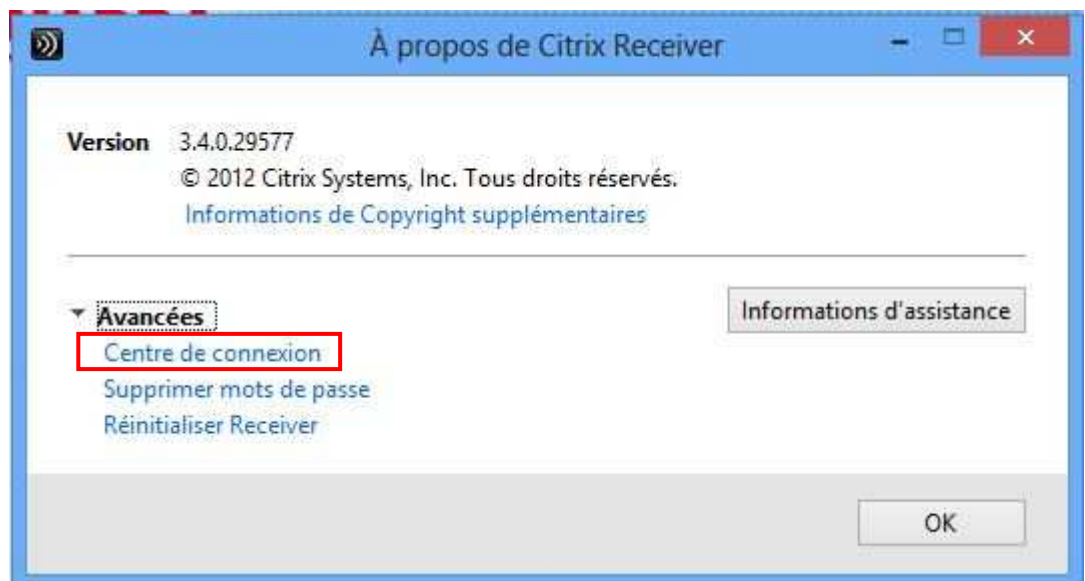 À propos de Citrix Receiver
Version 3.4.0.29577
© 2012 Citrix Systems, Inc. Tous droits réservés.
Informations de Copyright supplémentaires
Avancées
Informations d'assistance
Centre de connexion
Supprimer mots de passe
Réinitialiser Receiver
OK